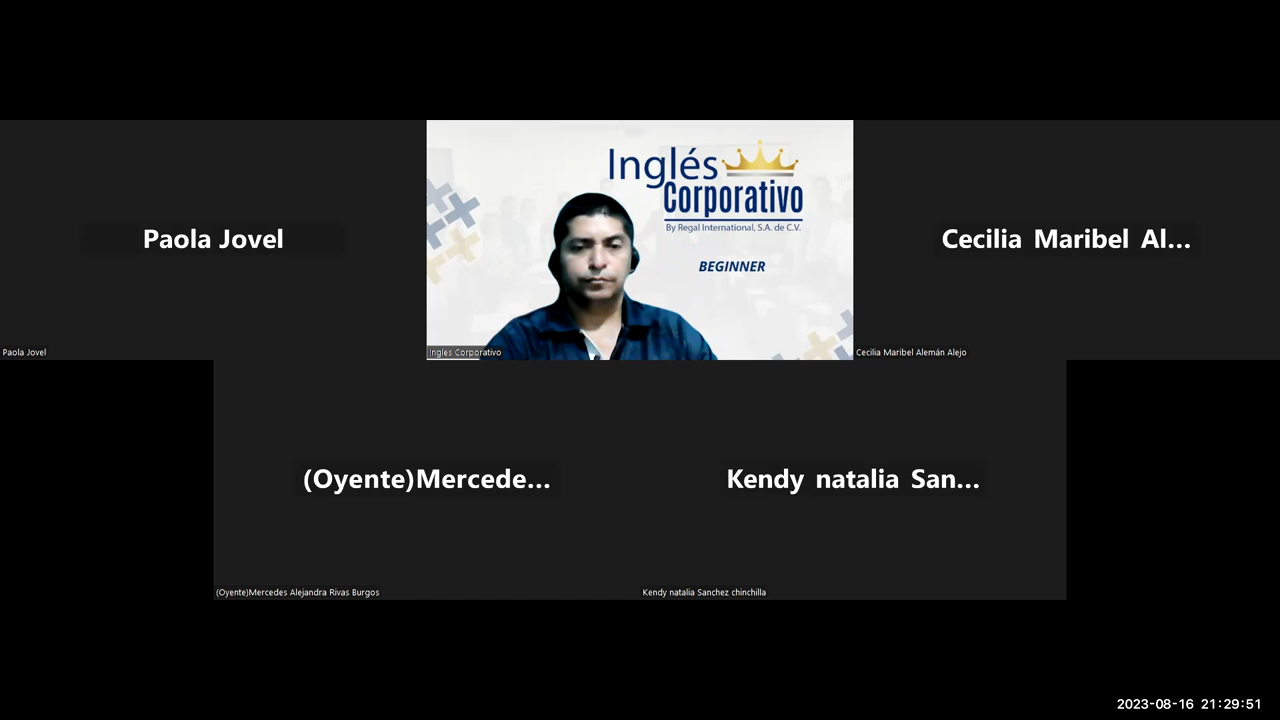 Paola Jovel
Paola Jovel
Inglés
Corporativo
By Regal International, S.A. de C.V.
BEGINNER
Ingles Corporativo
Cecilia Maribel Al...
Cecilia Maribel Alemán Alejo
(Oyente)Mercede...
(Oyente)Mercedes Alejandra Rivas Burgos
Kendy natalia San...
Kendy natalia Sanchez chinchilla
2023-08-16 21:29:51